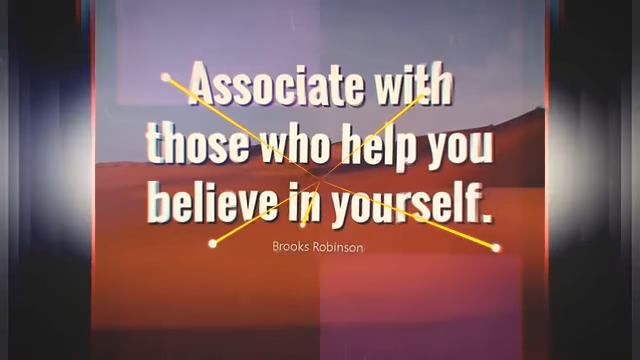 Associate with
those who help you
believe in yourself.
Brooks Robinson